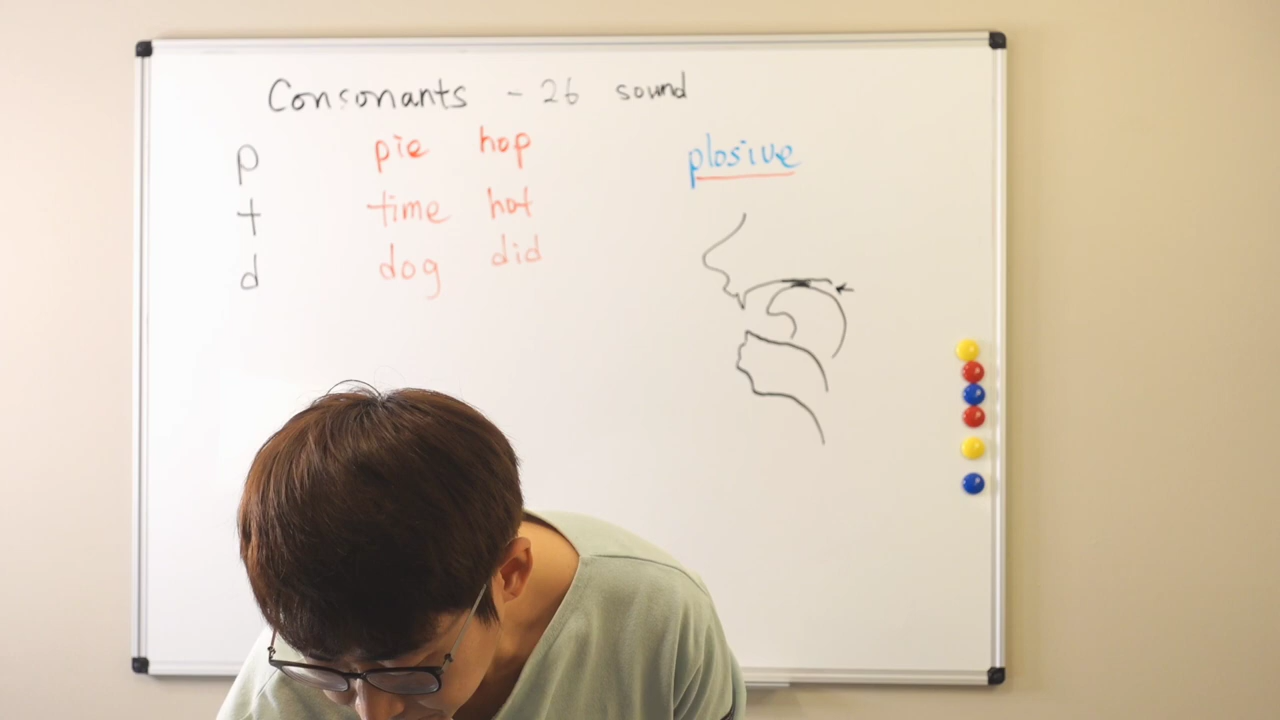 Consonants - 26 sound
p pie hop
plosive
t time hot
d dog did